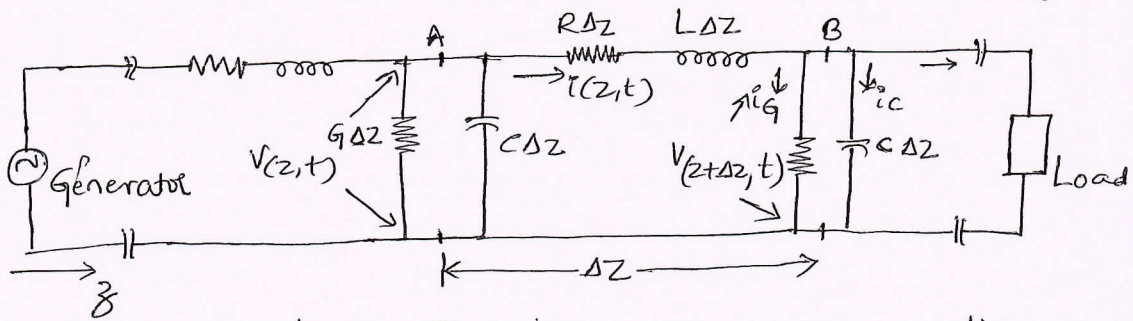 A RΔZ LΔZ B
i(z,t) iG ic
GΔZ CΔZ CΔZ
V(z,t) V(z+Δz,t)
Generator Load
ΔZ
z